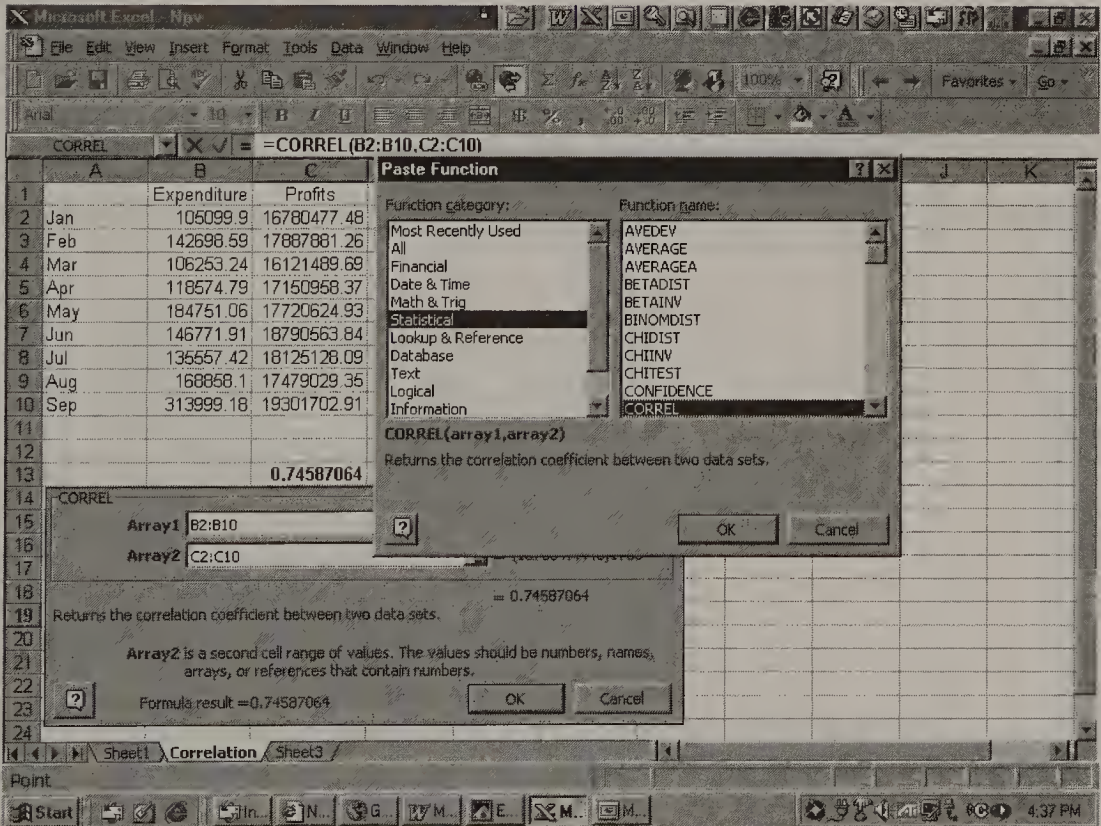 Microsoft Excel - Npv
File Edit View Insert Format Tools Data Window Help
100%
Favorites
Go
Arial
10
B I U
%
CORREL
=CORREL(B2:B10,C2:C10)
A B C J K
1 Expenditure Profits
2 Jan 105099.9 16780477.48
3 Feb 142698.59 17887881.26
4 Mar 106253.24 16121489.69
5 Apr 118574.79 17150958.37
6 May 184751.06 17720624.93
7 Jun 146771.91 18790563.84
8 Jul 135557.42 18125128.09
9 Aug 168858.1 17479029.35
10 Sep 313999.18 19301702.91
11
12
13 0.74587064
14
15
16
17
18
19
20
21
22
23
24
Paste Function
Function category:
Most Recently Used
All
Financial
Date & Time
Math & Trig
Statistical
Lookup & Reference
Database
Text
Logical
Information
Function name:
AVEDEV
AVERAGE
AVERAGEA
BETADIST
BETAINV
BINOMDIST
CHIDIST
CHIINV
CHITEST
CONFIDENCE
CORREL
CORREL(array1,array2)
Returns the correlation coefficient between two data sets.
OK Cancel
CORREL
Array1 B2:B10
Array2 C2:C10
= 0.74587064
Returns the correlation coefficient between two data sets.
Array2 is a second cell range of values. The values should be numbers, names,
arrays, or references that contain numbers.
Formula result =0.74587064
OK Cancel
Sheet1 Correlation Sheet3
Point
Start In... N... G... M... E... M... M...
4:37 PM